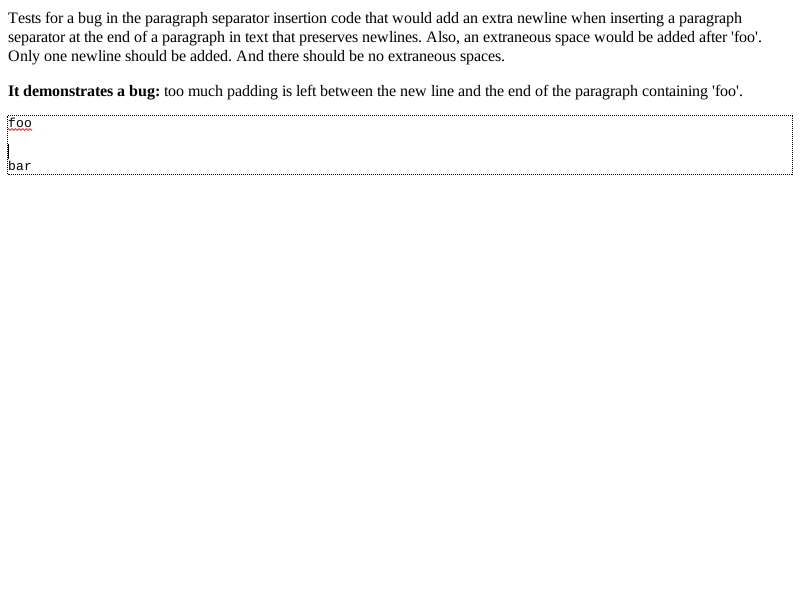 Tests for a bug in the paragraph separator insertion code that would add an extra newline when inserting a paragraph
separator at the end of a paragraph in text that preserves newlines. Also, an extraneous space would be added after 'foo'.
Only one newline should be added. And there should be no extraneous spaces.
It demonstrates a bug: too much padding is left between the new line and the end of the paragraph containing 'foo'.
foo
bar